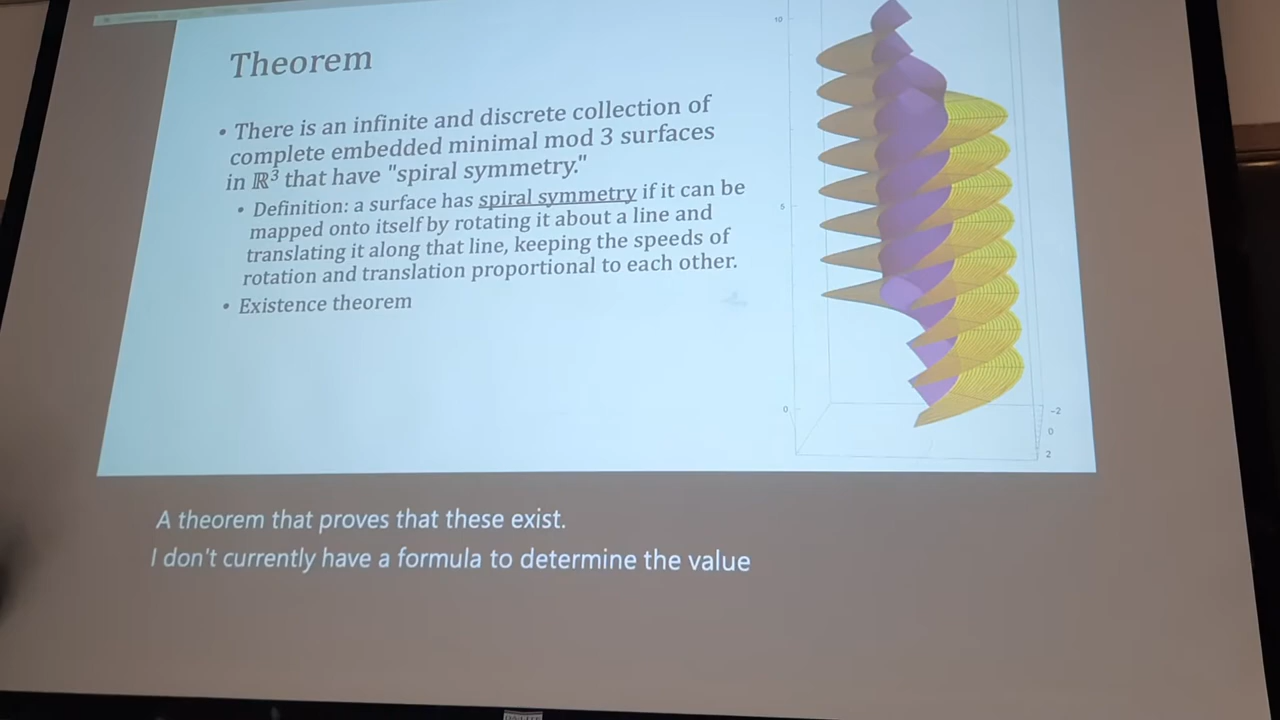 Theorem
• There is an infinite and discrete collection of
complete embedded minimal mod 3 surfaces
in ℝ³ that have "spiral symmetry."
• Definition: a surface has spiral symmetry if it can be
mapped onto itself by rotating it about a line and
translating it along that line, keeping the speeds of
rotation and translation proportional to each other.
• Existence theorem
10
5
0
-2
0
2
A theorem that proves that these exist.
I don't currently have a formula to determine the value